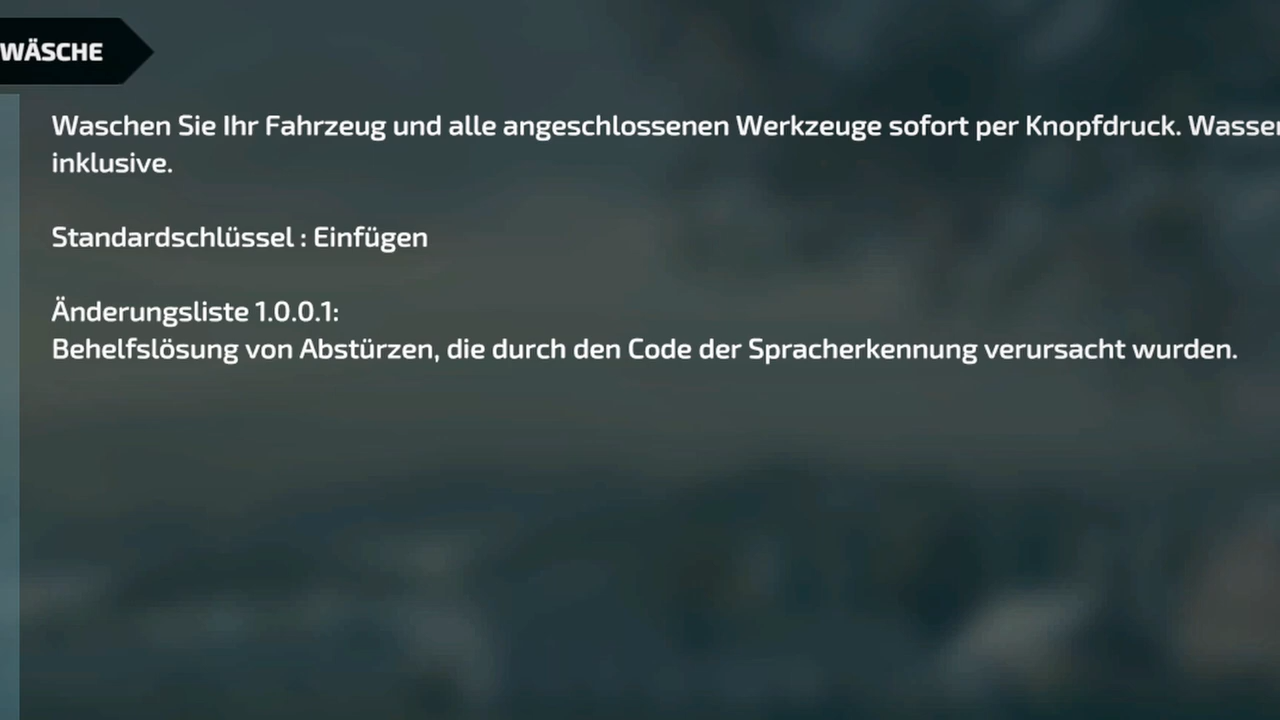 WÄSCHE
Waschen Sie Ihr Fahrzeug und alle angeschlossenen Werkzeuge sofort per Knopfdruck. Wasser
inklusive.
Standardschlüssel : Einfügen
Änderungsliste 1.0.0.1:
Behelfslösung von Abstürzen, die durch den Code der Spracherkennung verursacht wurden.